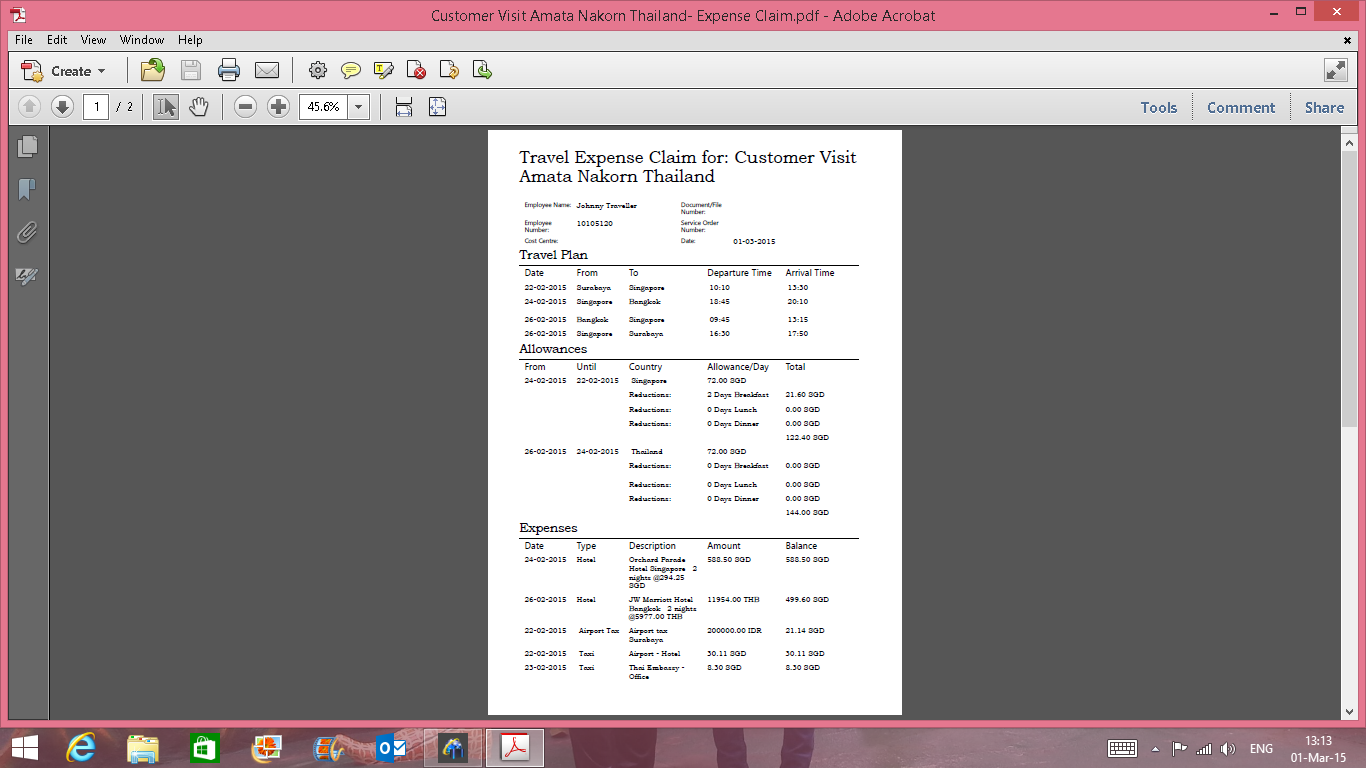 Customer Visit Amata Nakorn Thailand- Expense Claim.pdf - Adobe Acrobat
File Edit View Window Help
Create
1 / 2 45.6% Tools Comment Share
Travel Expense Claim for: Customer Visit
Amata Nakorn Thailand
Employee Name: Johnny Traveller Document/File
Number:
Employee
Number: 10105120 Service Order
Number:
Cost Centre: Date: 01-03-2015
Travel Plan
Date From To Departure Time Arrival Time
22-02-2015 Surabaya Singapore 10:10 13:30
24-02-2015 Singapore Bangkok 18:45 20:10
26-02-2015 Bangkok Singapore 09:45 13:15
26-02-2015 Singapore Surabaya 16:30 17:50
Allowances
From Until Country Allowance/Day Total
24-02-2015 22-02-2015 Singapore 72.00 SGD
Reductions: 2 Days Breakfast 21.60 SGD
Reductions: 0 Days Lunch 0.00 SGD
Reductions: 0 Days Dinner 0.00 SGD
122.40 SGD
26-02-2015 24-02-2015 Thailand 72.00 SGD
Reductions: 0 Days Breakfast 0.00 SGD
Reductions: 0 Days Lunch 0.00 SGD
Reductions: 0 Days Dinner 0.00 SGD
144.00 SGD
Expenses
Date Type Description Amount Balance
24-02-2015 Hotel Orchard Parade 588.50 SGD 588.50 SGD
Hotel Singapore 2
nights @294.25
SGD
26-02-2015 Hotel JW Marriott Hotel 11954.00 THB 499.60 SGD
Bangkok 2 nights
@5977.00 THB
22-02-2015 Airport Tax Airport tax 200000.00 IDR 21.14 SGD
Surabaya
22-02-2015 Taxi Airport - Hotel 30.11 SGD 30.11 SGD
23-02-2015 Taxi Thai Embassy - 8.30 SGD 8.30 SGD
Office
ENG 13:13
01-Mar-15